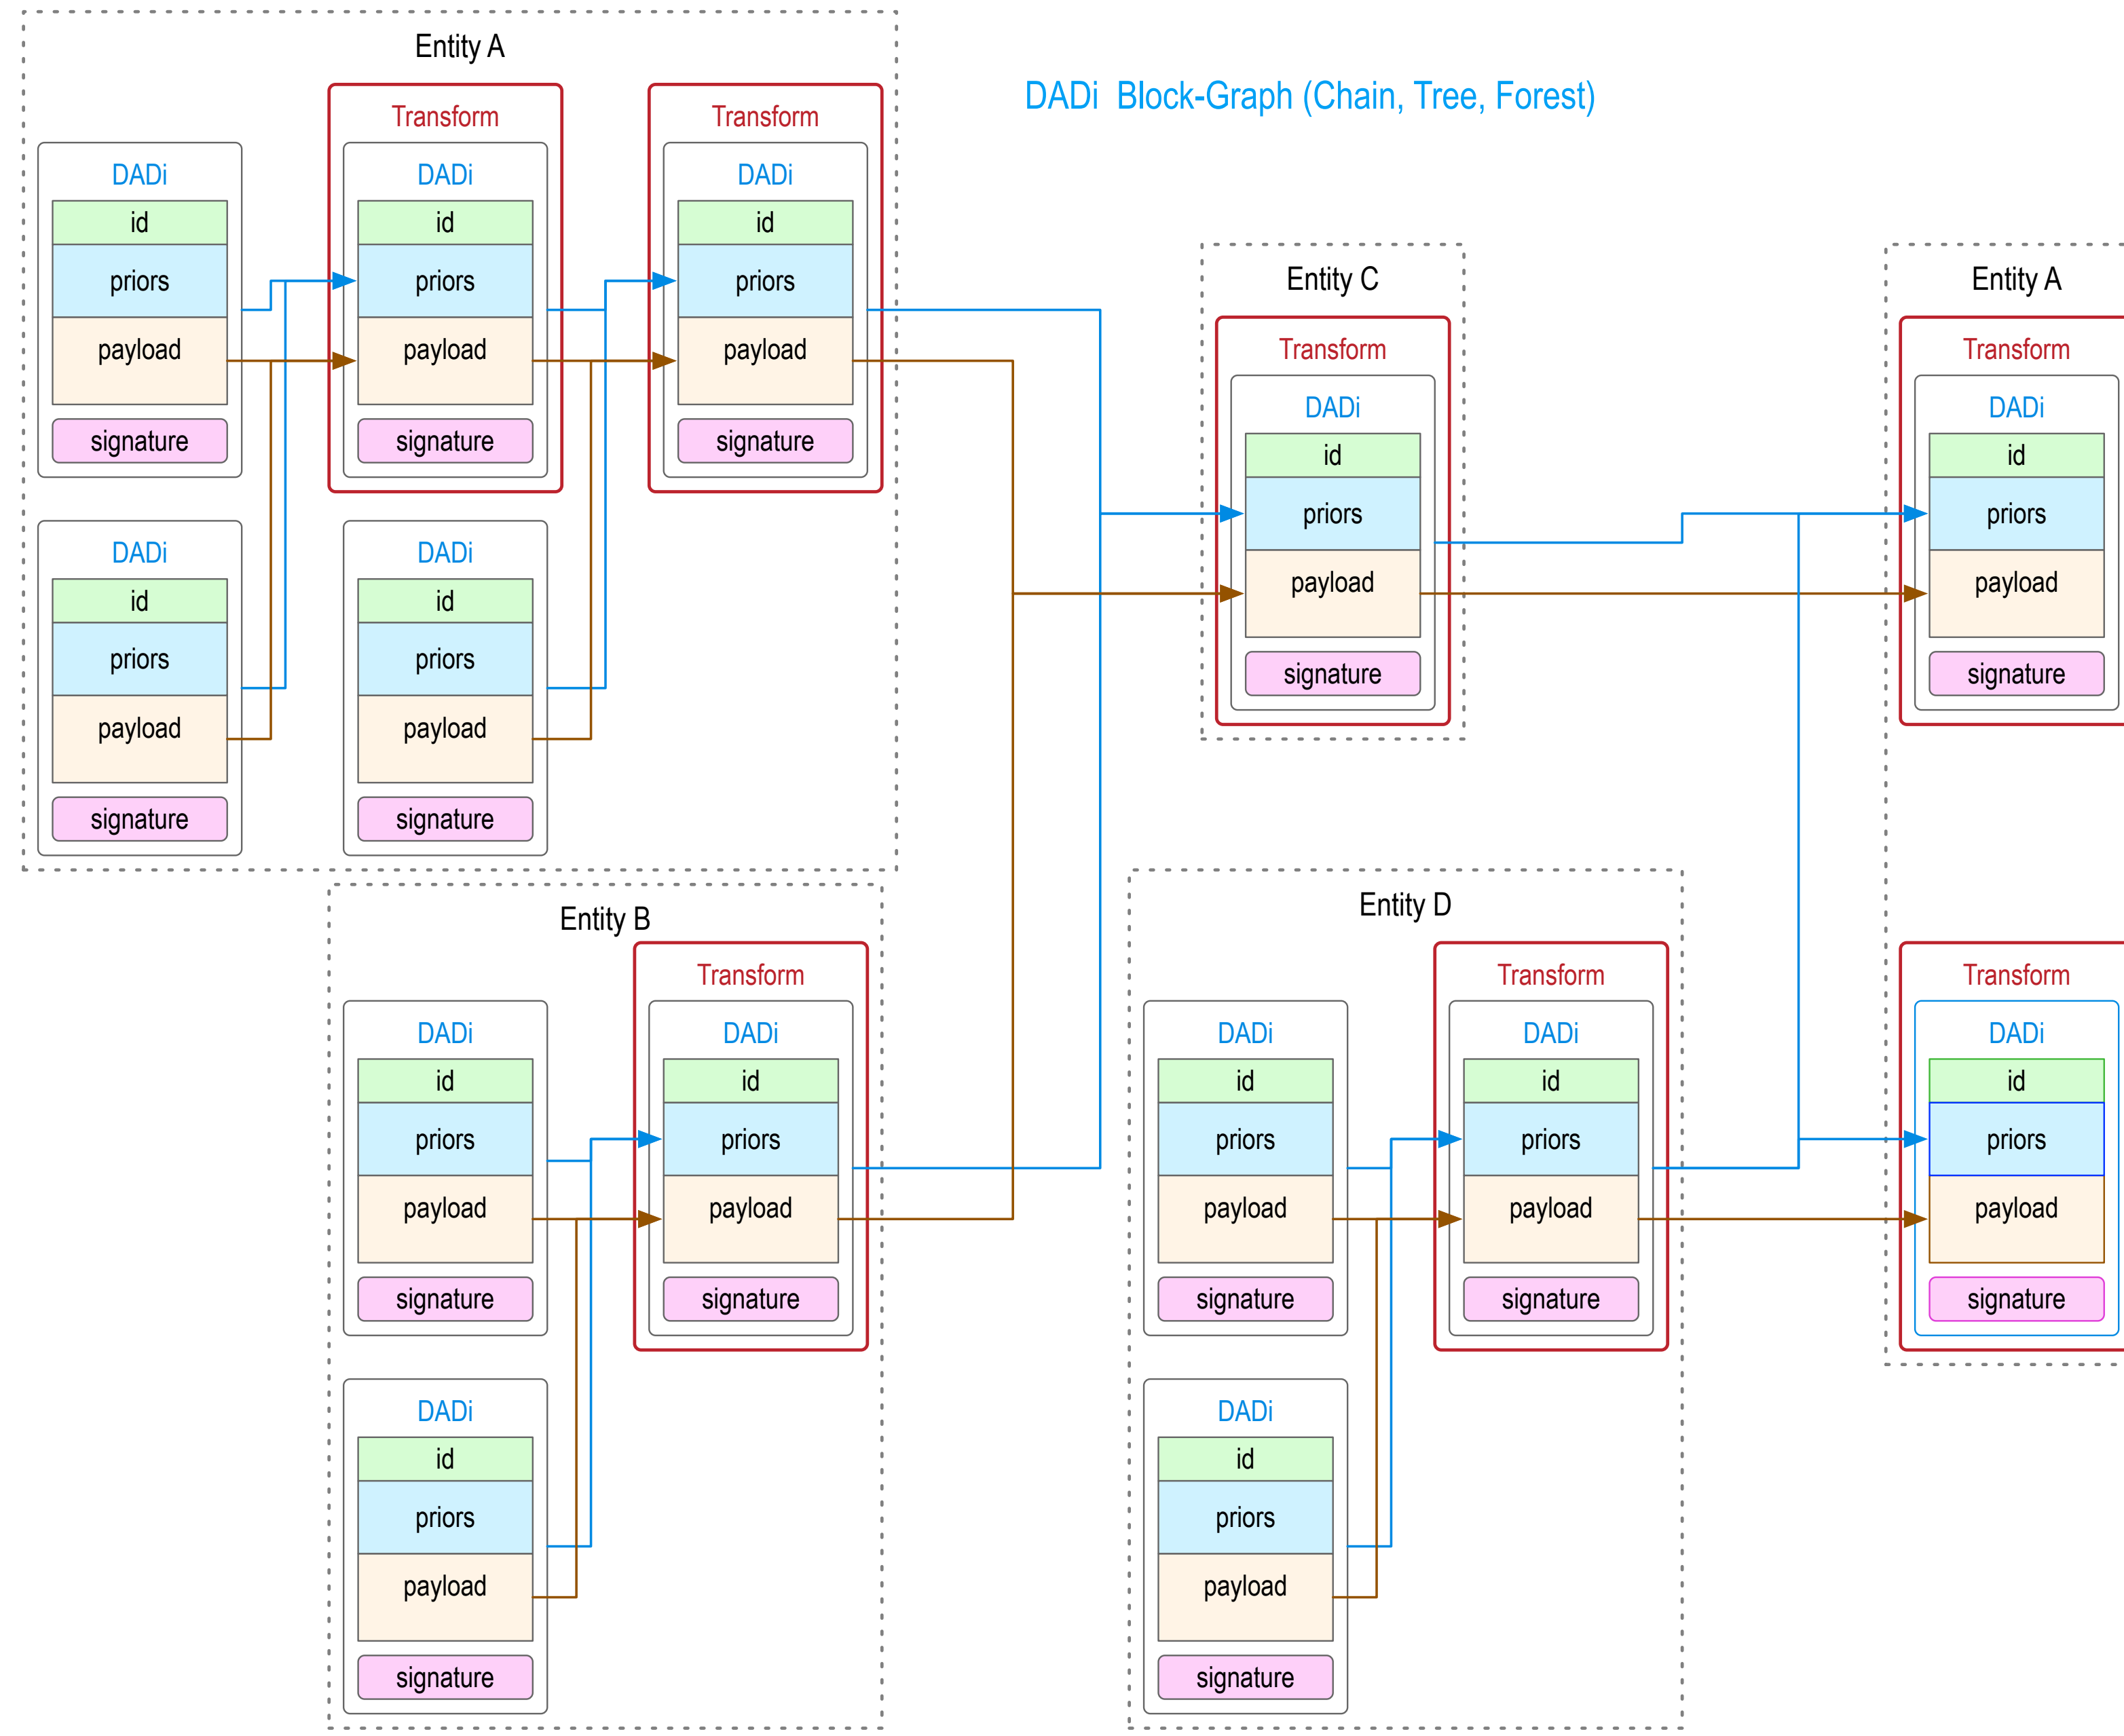 Entity A
DADi Block-Graph (Chain, Tree, Forest)
Transform
Transform
DADi
id
priors
payload
signature
DADi
id
priors
payload
signature
DADi
id
priors
payload
signature
DADi
id
priors
payload
signature
DADi
id
priors
payload
signature
Entity C
Transform
DADi
id
priors
payload
signature
Entity A
Transform
DADi
id
priors
payload
signature
Transform
DADi
id
priors
payload
signature
Entity B
Transform
DADi
id
priors
payload
signature
DADi
id
priors
payload
signature
DADi
id
priors
payload
signature
Entity D
Transform
DADi
id
priors
payload
signature
DADi
id
priors
payload
signature
DADi
id
priors
payload
signature